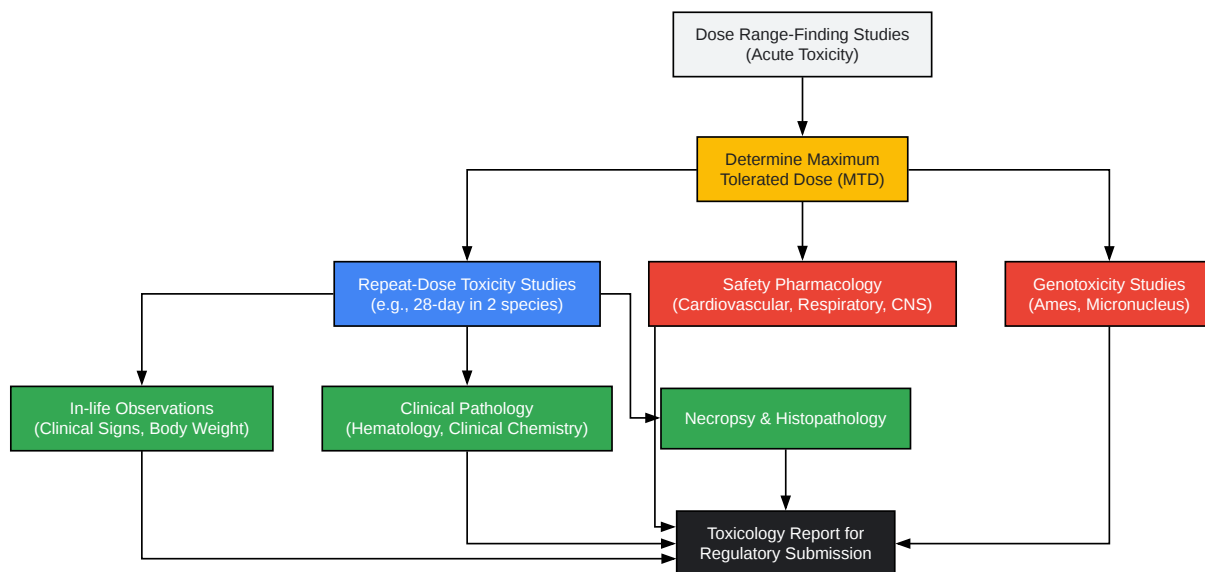 Dose Range-Finding Studies
(Acute Toxicity)
Determine Maximum
Tolerated Dose (MTD)
Repeat-Dose Toxicity Studies
(e.g., 28-day in 2 species)
Safety Pharmacology
(Cardiovascular, Respiratory, CNS)
Genotoxicity Studies
(Ames, Micronucleus)
In-life Observations
(Clinical Signs, Body Weight)
Clinical Pathology
(Hematology, Clinical Chemistry)
Necropsy & Histopathology
Toxicology Report for
Regulatory Submission